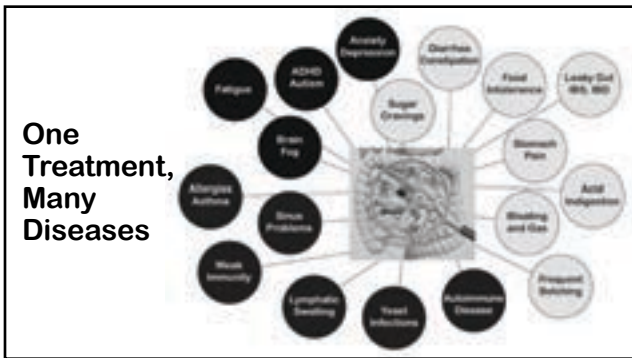 One
Treatment,
Many
Diseases
Anxiety
Depression
Diarrhea
Constipation
ADHD
Autism
Food
Intolerance
Leaky Gut
IBS, IBD
Fatigue
Sugar
Cravings
Brain
Fog
Stomach
Pain
Allergies
Asthma
Acid
Indigestion
Sinus
Problems
Bloating
and Gas
Weak
Immunity
Frequent
Belching
Lymphatic
Swelling
Yeast
Infections
Autoimmune
Disease